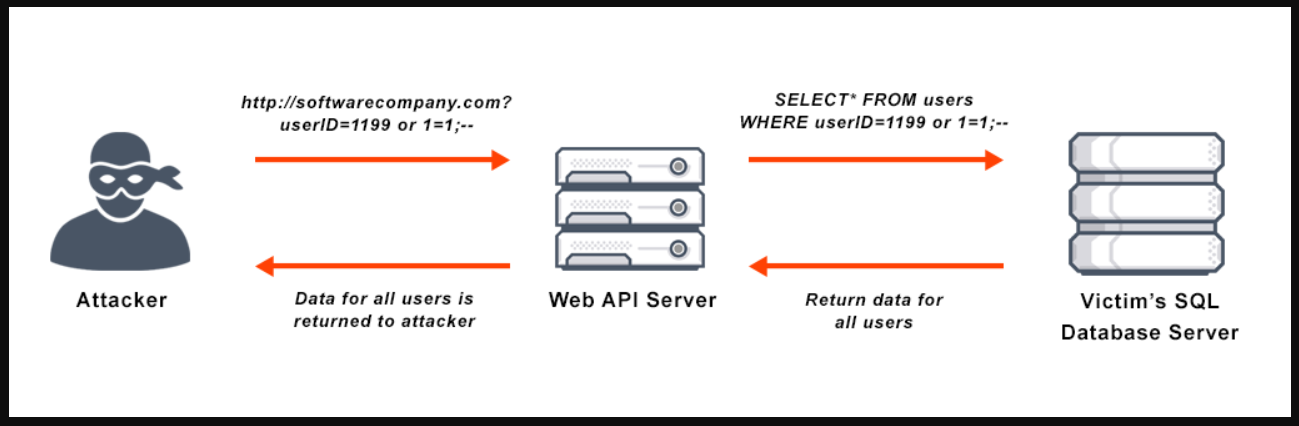 http://softwarecompany.com?
userID=1199 or 1=1;--
SELECT* FROM users
WHERE userID=1199 or 1=1;--
Attacker
Data for all users is
returned to attacker
Web API Server
Return data for
all users
Victim’s SQL
Database Server